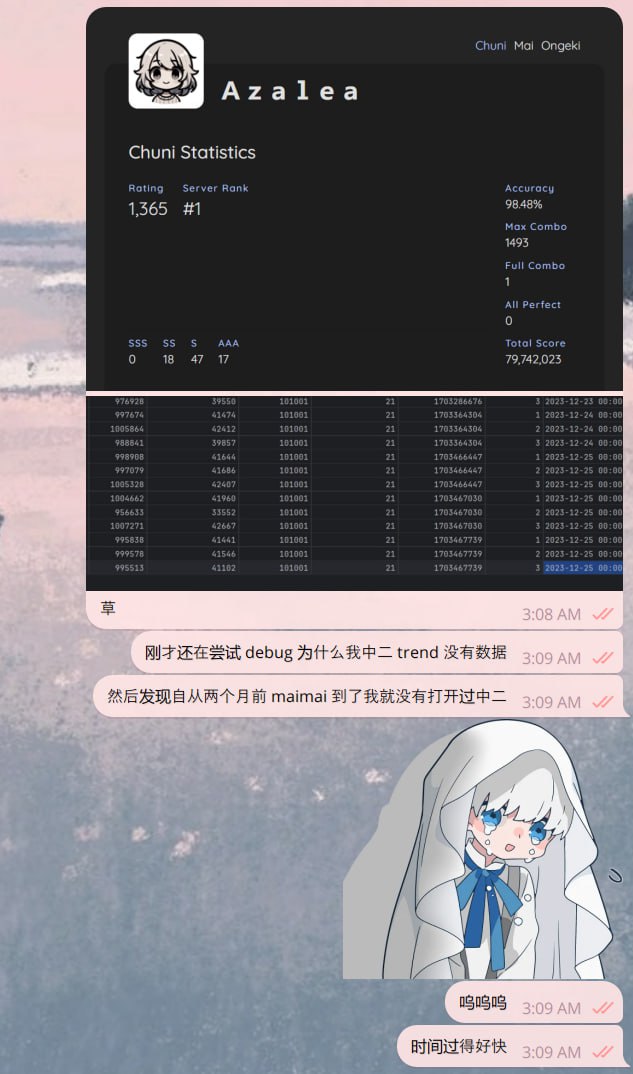 Chuni Mai Ongeki
Azalea
Chuni Statistics
Rating Server Rank
1,365 #1
Accuracy
98.48%
Max Combo
1493
Full Combo
1
All Perfect
0
SSS SS S AAA
0 18 47 17
Total Score
79,742,023
976928 39550 101001 21 1703286676 3 2023-12-23 00:00
997674 41474 101001 21 1703364304 1 2023-12-24 00:00
1005864 42412 101001 21 1703364304 2 2023-12-24 00:00
988841 39857 101001 21 1703364304 3 2023-12-24 00:00
998908 41644 101001 21 1703466447 1 2023-12-25 00:00
997079 41686 101001 21 1703466447 2 2023-12-25 00:00
1005328 42407 101001 21 1703466447 3 2023-12-25 00:00
1004662 41960 101001 21 1703467030 1 2023-12-25 00:00
956633 33552 101001 21 1703467030 2 2023-12-25 00:00
1007271 42667 101001 21 1703467030 3 2023-12-25 00:00
995838 41441 101001 21 1703467739 1 2023-12-25 00:00
999578 41546 101001 21 1703467739 2 2023-12-25 00:00
995513 41102 101001 21 1703467739 3 2023-12-25 00:00
草 3:08 AM
刚才还在尝试 debug 为什么我中二 trend 没有数据 3:09 AM
然后发现自从两个月前 maimai 到了我就没有打开过中二 3:09 AM
呜呜呜 3:09 AM
时间过得好快 3:09 AM